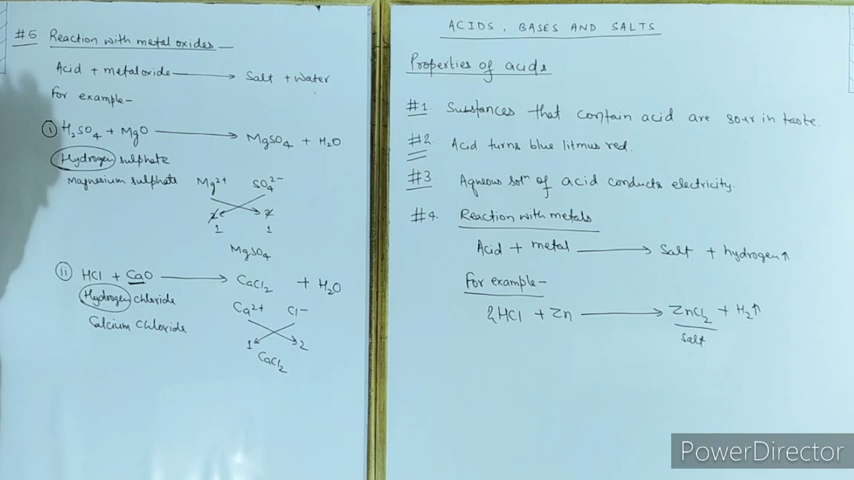 #5 Reaction with metal oxides –
Acid + metaloxide → Salt + Water
For example –
(i) H₂SO₄ + MgO → MgSO₄ + H₂O
Hydrogen sulphate
Magnesium sulphate Mg²⁺ SO₄²⁻
2 2
1 1
MgSO₄
(ii) HCl + CaO → CaCl₂ + H₂O
Hydrogen chloride
Calcium Chloride
Ca²⁺ Cl⁻
1 2
CaCl₂
ACIDS, BASES AND SALTS
Properties of acids
#1 Substances that contain acid are sour in taste.
#2 Acid turns blue litmus red.
#3 Aqueous solⁿ of acid conducts electricity.
#4. Reaction with metals
Acid + metal → Salt + hydrogen↑
For example –
2HCl + Zn → ZnCl₂ + H₂↑
Salt
PowerDirector